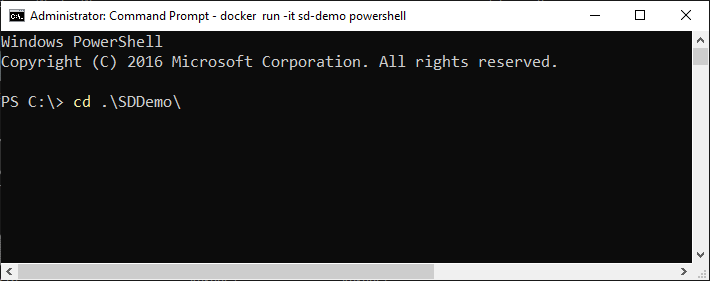 Administrator: Command Prompt - docker  run -it sd-demo powershell
Windows PowerShell
Copyright (C) 2016 Microsoft Corporation. All rights reserved.
PS C:\> cd .\SDDemo\